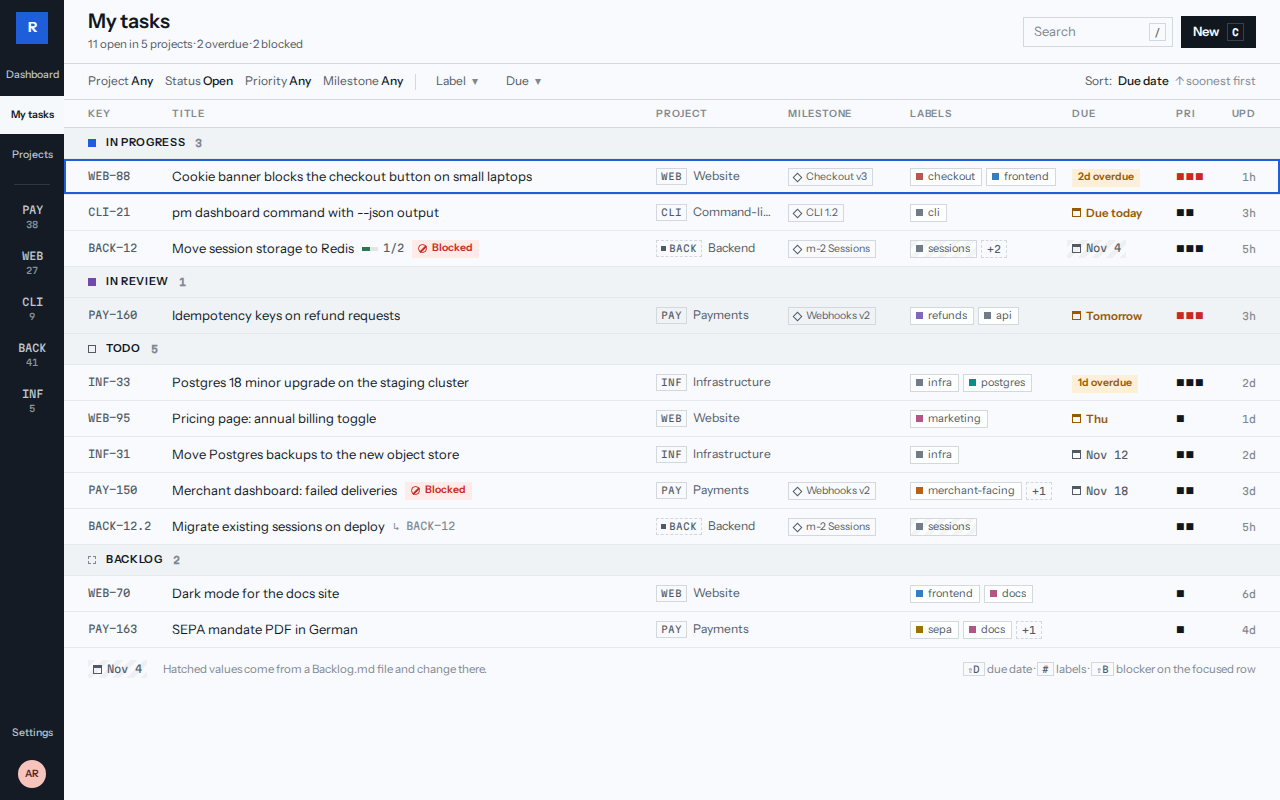 R
Dashboard
My tasks
Projects
PAY
38
WEB
27
CLI
9
BACK
41
INF
5
Settings
AR
My tasks
11 open in 5 projects·2 overdue·2 blocked
Search /
New C
Project Any Status Open Priority Any Milestone Any Label ▾ Due ▾
Sort: Due date ↑ soonest first
KEY TITLE PROJECT MILESTONE LABELS DUE PRI UPD
IN PROGRESS 3
WEB-88 Cookie banner blocks the checkout button on small laptops WEB Website Checkout v3 checkout frontend 2d overdue 1h
CLI-21 pm dashboard command with --json output CLI Command-li… CLI 1.2 cli Due today 3h
BACK-12 Move session storage to Redis 1/2 Blocked BACK Backend m-2 Sessions sessions +2 Nov 4 5h
IN REVIEW 1
PAY-160 Idempotency keys on refund requests PAY Payments Webhooks v2 refunds api Tomorrow 3h
TODO 5
INF-33 Postgres 18 minor upgrade on the staging cluster INF Infrastructure infra postgres 1d overdue 2d
WEB-95 Pricing page: annual billing toggle WEB Website marketing Thu 1d
INF-31 Move Postgres backups to the new object store INF Infrastructure infra Nov 12 2d
PAY-150 Merchant dashboard: failed deliveries Blocked PAY Payments Webhooks v2 merchant-facing +1 Nov 18 3d
BACK-12.2 Migrate existing sessions on deploy ↳ BACK-12 BACK Backend m-2 Sessions sessions 5h
BACKLOG 2
WEB-70 Dark mode for the docs site WEB Website frontend docs 6d
PAY-163 SEPA mandate PDF in German PAY Payments sepa docs +1 4d
Nov 4 Hatched values come from a Backlog.md file and change there.
⇧D due date· # labels· ⇧B blocker on the focused row